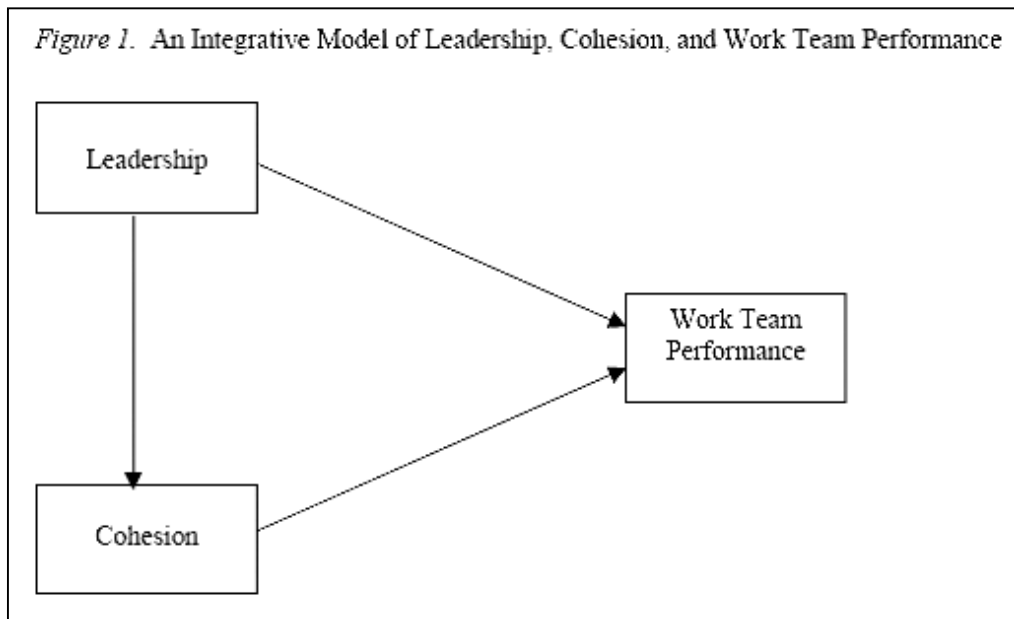 Figure 1. An Integrative Model of Leadership, Cohesion, and Work Team Performance
Leadership
Work Team
Performance
Cohesion